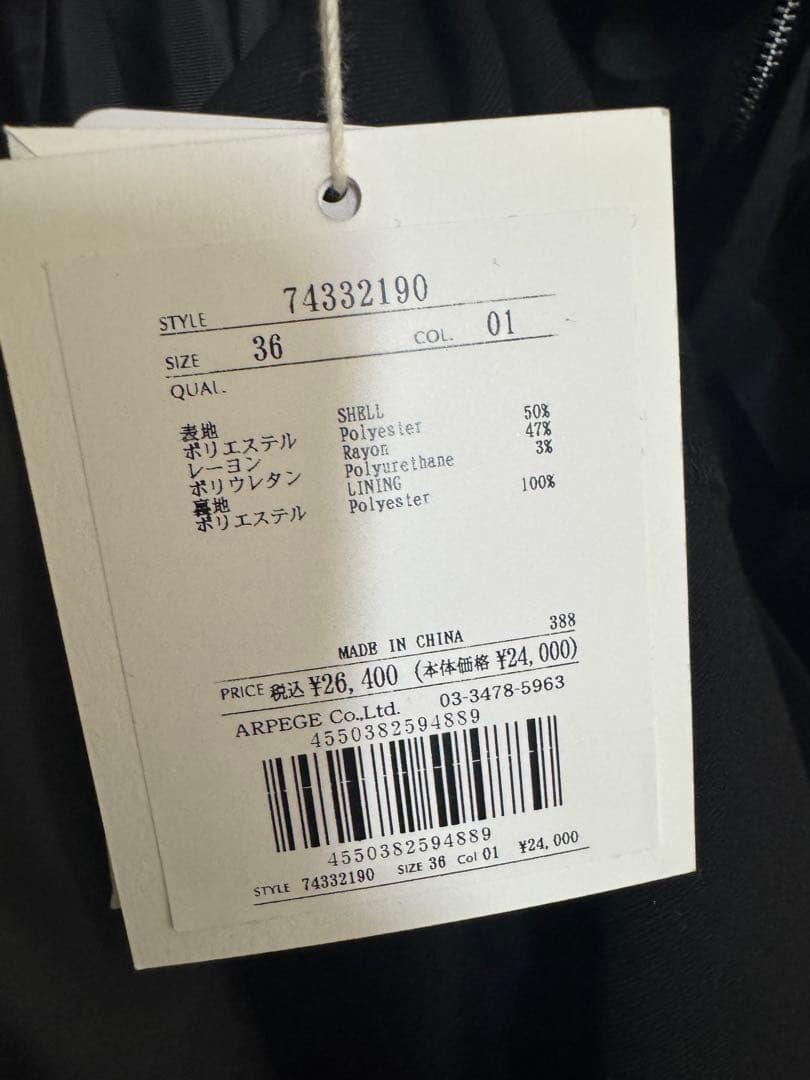 STYLE 74332190
SIZE 36 COL. 01
QUAL.
表地 SHELL
ポリエステル Polyester 50%
レーヨン Rayon 47%
ポリウレタン Polyurethane 3%
裏地 LINING
ポリエステル Polyester 100%
388
MADE IN CHINA
PRICE 税込 ¥26,400 (本体価格 ¥24,000)
ARPEGE Co.,Ltd. 03-3478-5963
4550382594889
4550382594889
STYLE 74332190 SIZE 36 Col 01 ¥24,000